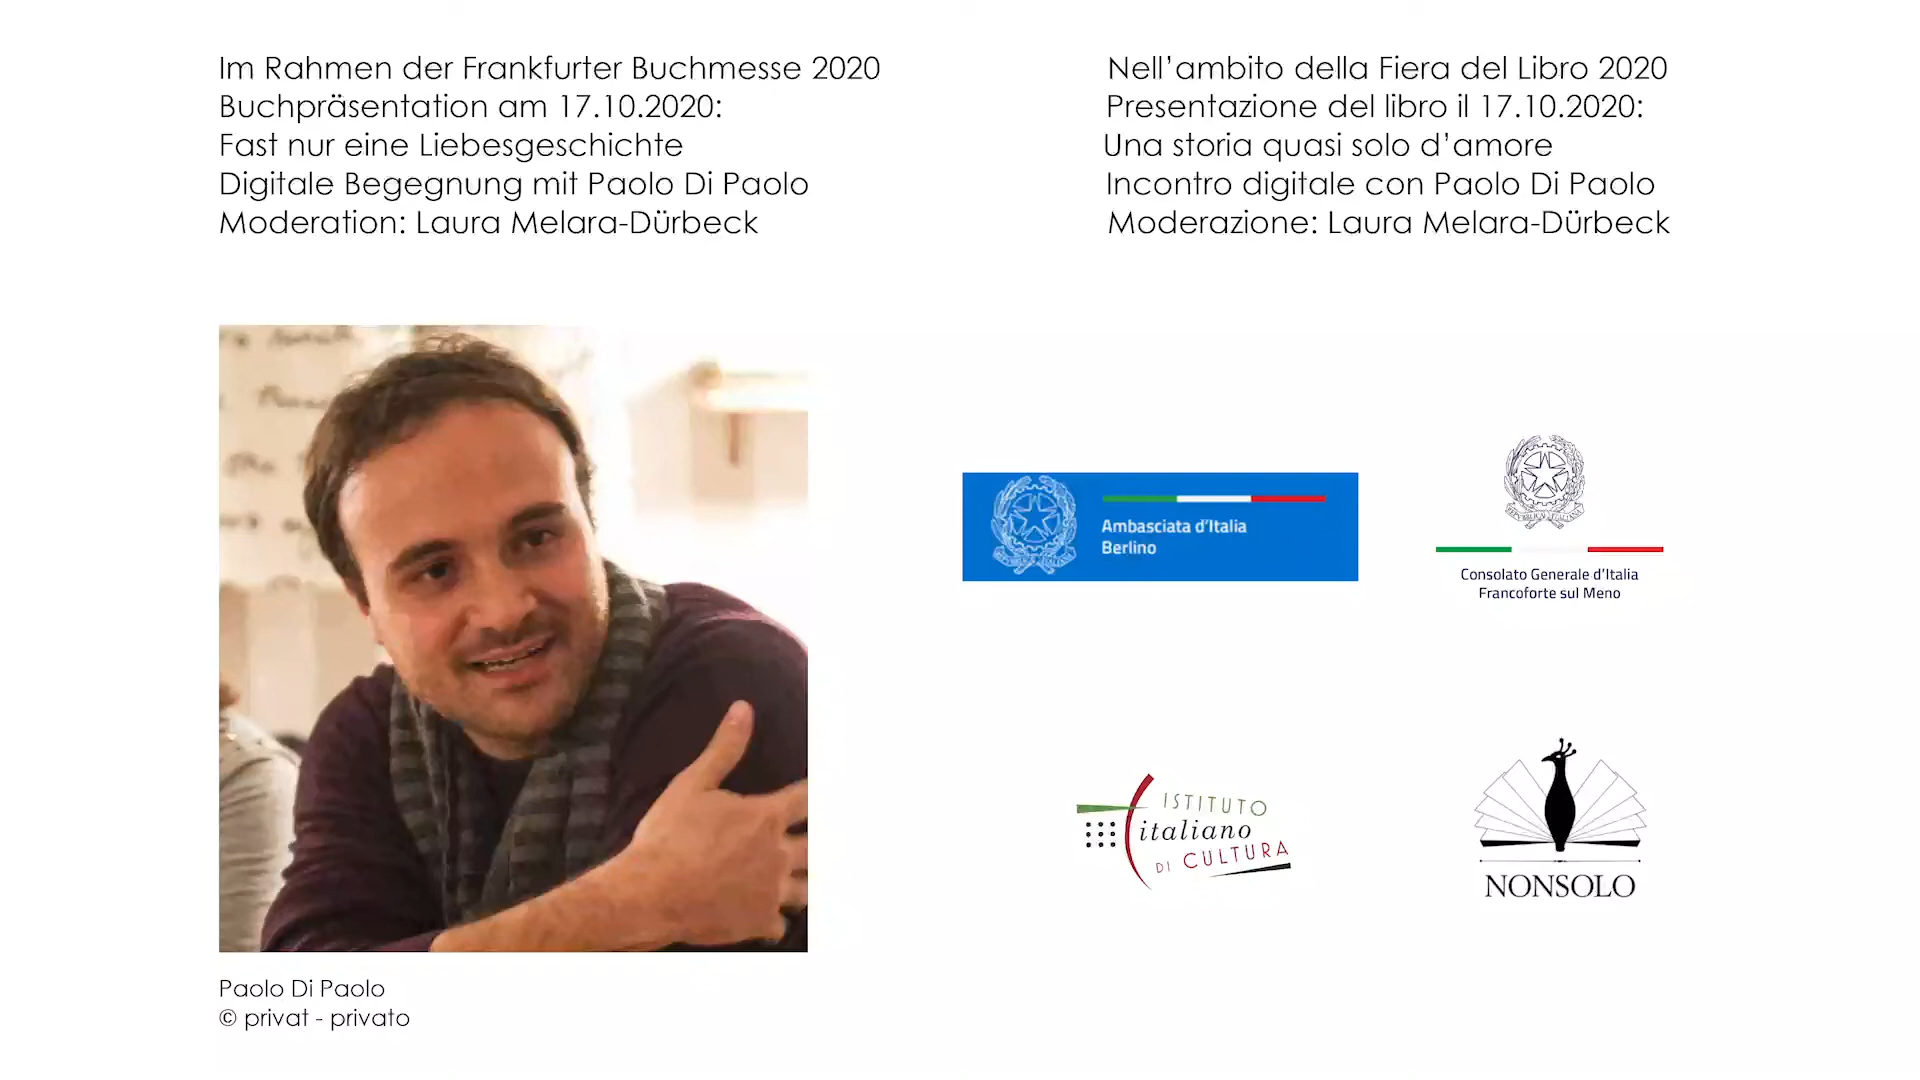 Im Rahmen der Frankfurter Buchmesse 2020
Buchpräsentation am 17.10.2020:
Fast nur eine Liebesgeschichte
Digitale Begegnung mit Paolo Di Paolo
Moderation: Laura Melara-Dürbeck
Nell’ambito della Fiera del Libro 2020
Presentazione del libro il 17.10.2020:
Una storia quasi solo d’amore
Incontro digitale con Paolo Di Paolo
Moderazione: Laura Melara-Dürbeck
Ambasciata d’Italia
Berlino
Consolato Generale d’Italia
Francoforte sul Meno
ISTITUTO
italiano
DI CULTURA
NONSOLO
Paolo Di Paolo
© privat - privato